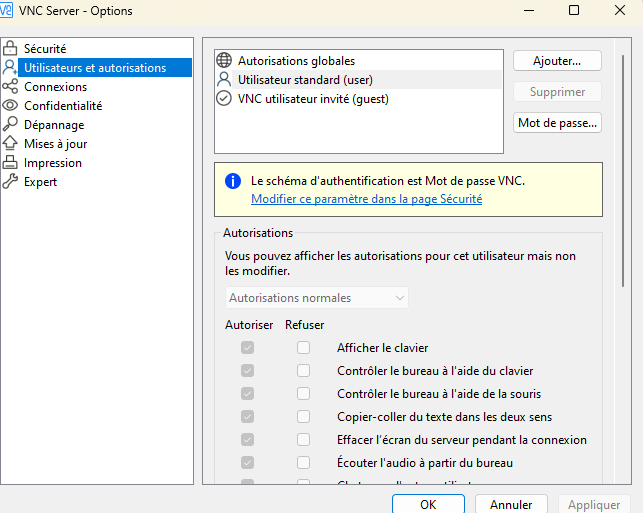 VNC Server - Options
Sécurité
Utilisateurs et autorisations
Connexions
Confidentialité
Dépannage
Mises à jour
Impression
Expert
Autorisations globales
Utilisateur standard (user)
VNC utilisateur invité (guest)
Ajouter...
Supprimer
Mot de passe...
Le schéma d'authentification est Mot de passe VNC.
Modifier ce paramètre dans la page Sécurité
Autorisations
Vous pouvez afficher les autorisations pour cet utilisateur mais non
les modifier.
Autorisations normales
Autoriser Refuser
Afficher le clavier
Contrôler le bureau à l'aide du clavier
Contrôler le bureau à l'aide de la souris
Copier-coller du texte dans les deux sens
Effacer l'écran du serveur pendant la connexion
Écouter l'audio à partir du bureau
OK Annuler Appliquer